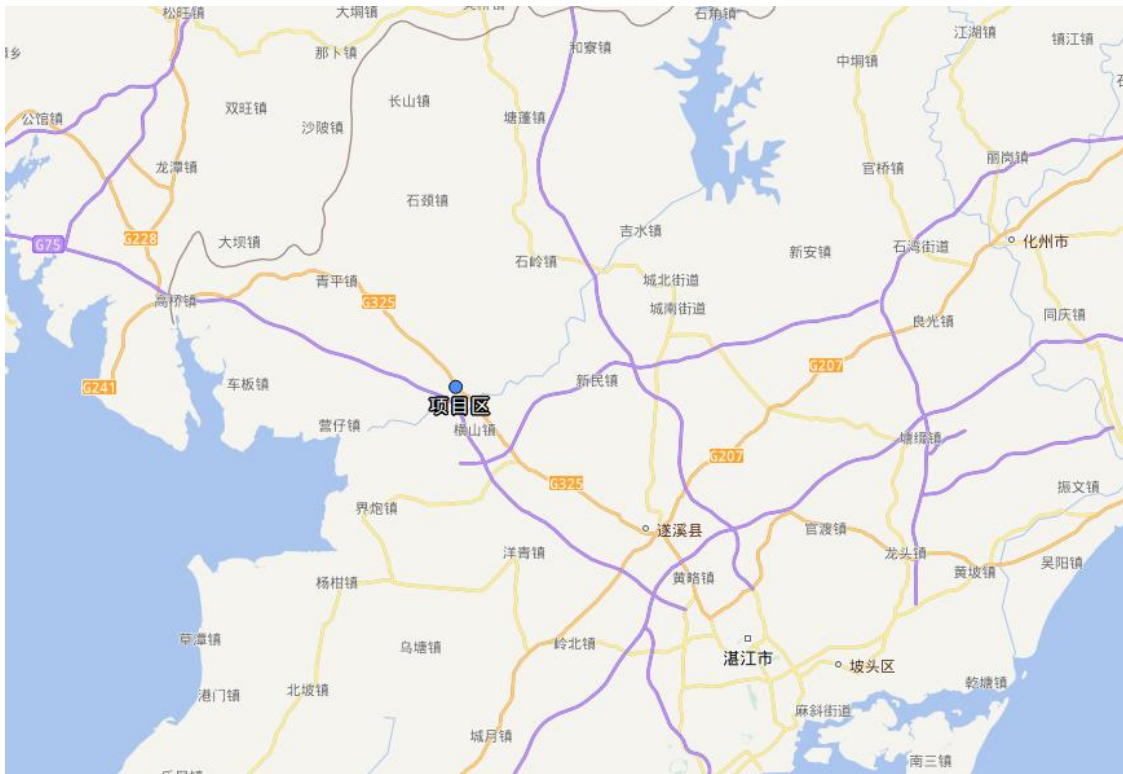 松旺镇
大垌镇
石角镇
江湖镇
镇江镇
那卜镇
和寮镇
中垌镇
双旺镇
长山镇
公馆镇
塘蓬镇
沙陂镇
丽岗镇
龙潭镇
官桥镇
石颈镇
吉水镇
G228
大坝镇
G75
新安镇
石湾街道
化州市
石岭镇
青平镇
城北街道
高桥镇
G325
城南街道
同庆镇
良光镇
G207
新民镇
车板镇
G241
项目区
营仔镇
横山镇
塘㙍镇
G207
G325
振文镇
界炮镇
遂溪县
官渡镇
洋青镇
龙头镇
吴阳镇
黄坡镇
黄略镇
杨柑镇
草潭镇
乌塘镇
岭北镇
湛江市
坡头区
乾塘镇
北坡镇
港门镇
麻斜街道
城月镇
南三镇